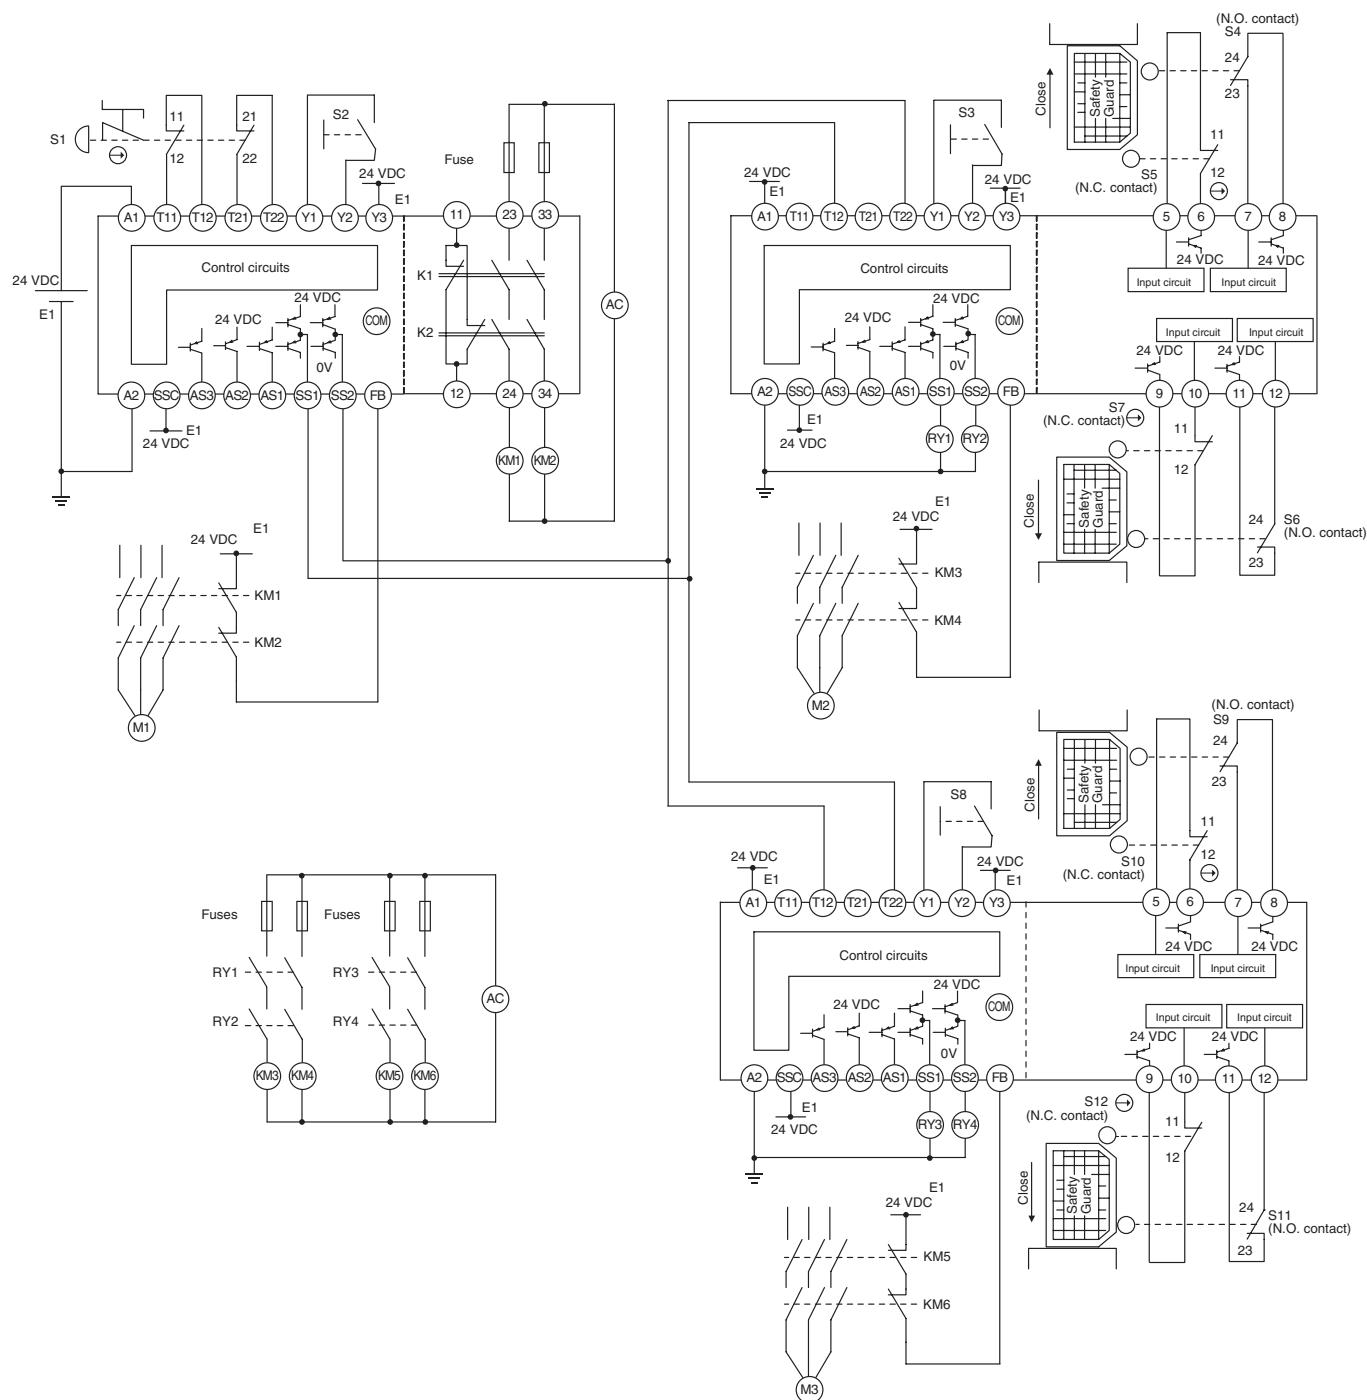 (N.O. contact)
S4
24
23
Close
Safety
Guard
11
12
S5
(N.C. contact)
S1
11
12
21
22
S2
Fuse
24 VDC
E1
A1
T11
T12
T21
T22
Y1
Y2
Y3
11
23
33
24 VDC
E1
Control circuits
K1
K2
AC
24 VDC
24 VDC
0V
COM
A2
SSC
AS3
AS2
AS1
SS1
SS2
FB
12
24
34
E1
24 VDC
KM1
KM2
S3
24 VDC
E1
24 VDC
E1
A1
T11
T12
T21
T22
Y1
Y2
Y3
5
6
7
8
24 VDC
24 VDC
Input circuit
Input circuit
Control circuits
24 VDC
24 VDC
0V
COM
Input circuit
Input circuit
24 VDC
24 VDC
A2
SSC
AS3
AS2
AS1
SS1
SS2
FB
9
10
11
12
E1
24 VDC
RY1
RY2
S7
(N.C. contact)
11
12
Close
Safety
Guard
24
23
S6
(N.O. contact)
E1
24 VDC
KM1
KM2
M1
E1
24 VDC
KM3
KM4
M2
(N.O. contact)
S9
24
23
Close
Safety
Guard
11
12
S10
(N.C. contact)
S8
24 VDC
E1
24 VDC
E1
A1
T11
T12
T21
T22
Y1
Y2
Y3
5
6
7
8
24 VDC
24 VDC
Input circuit
Input circuit
Control circuits
24 VDC
24 VDC
0V
COM
Input circuit
Input circuit
24 VDC
24 VDC
A2
SSC
AS3
AS2
AS1
SS1
SS2
FB
9
10
11
12
E1
24 VDC
RY3
RY4
S12
(N.C. contact)
11
12
Close
Safety
Guard
24
23
S11
(N.O. contact)
Fuses
Fuses
RY1
RY3
AC
RY2
RY4
KM3
KM4
KM5
KM6
E1
24 VDC
KM5
KM6
M3